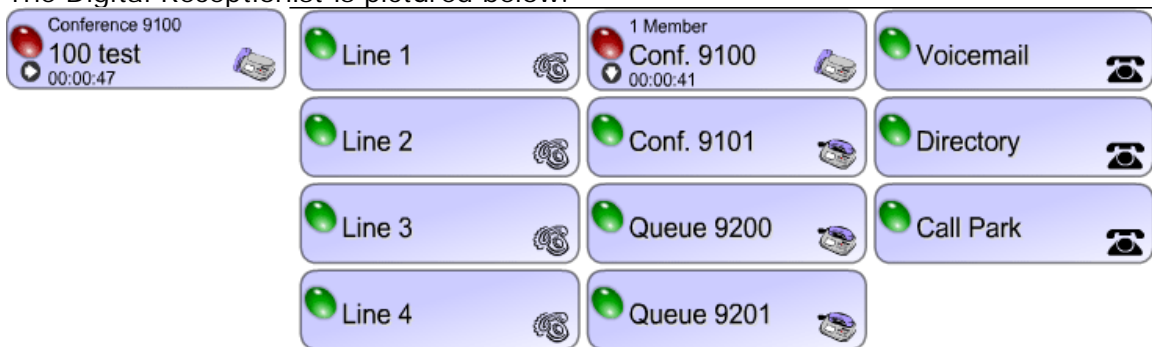 The Digital Receptionist is pictured below.
Conference 9100
100 test
00:00:47
Line 1
1 Member
Conf. 9100
00:00:41
Voicemail
Line 2
Conf. 9101
Directory
Line 3
Queue 9200
Call Park
Line 4
Queue 9201